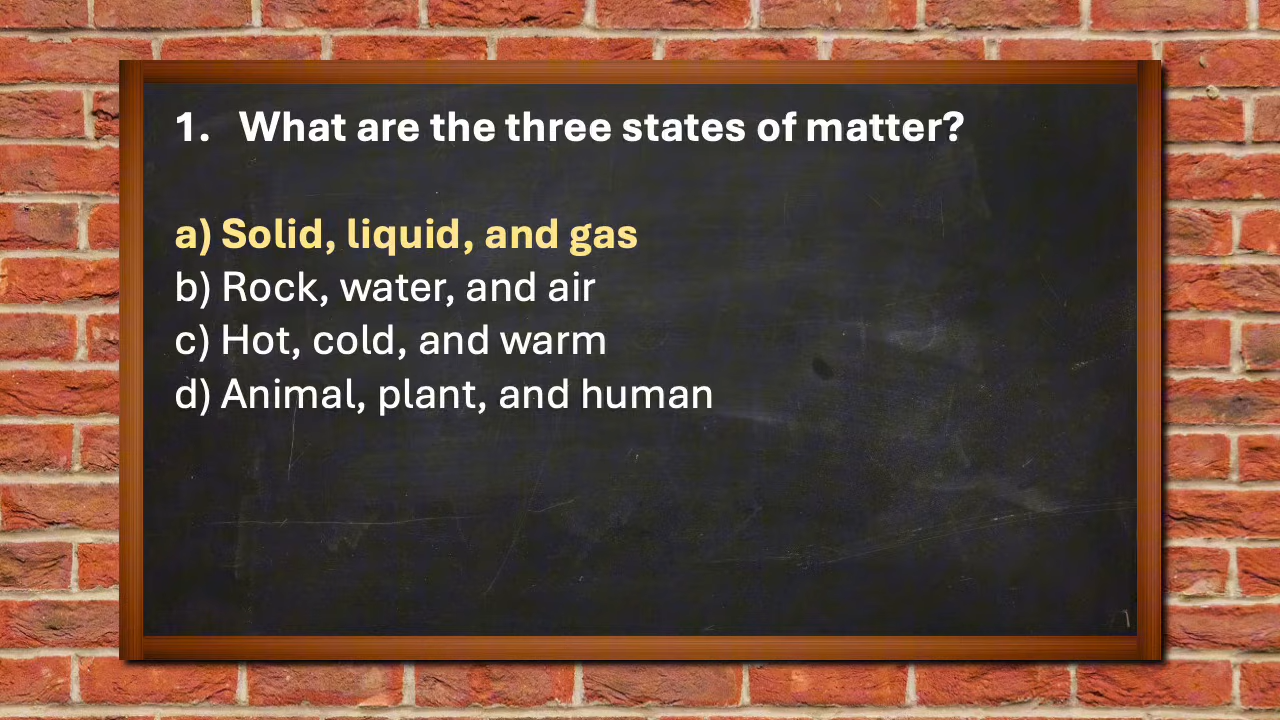 1. What are the three states of matter?
a) Solid, liquid, and gas
b) Rock, water, and air
c) Hot, cold, and warm
d) Animal, plant, and human